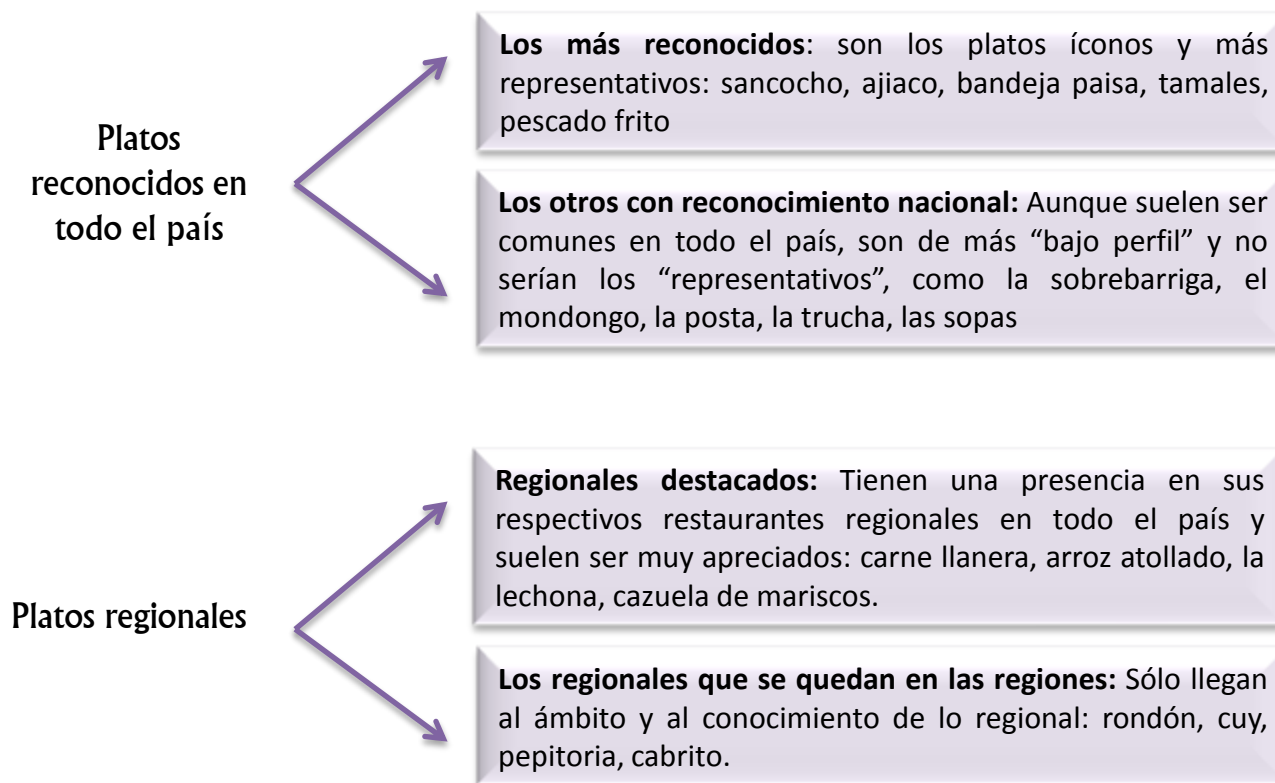 Platos
reconocidos en
todo el país
Los más reconocidos: son los platos íconos y más
representativos: sancocho, ajiaco, bandeja paisa, tamales,
pescado frito
Los otros con reconocimiento nacional: Aunque suelen ser
comunes en todo el país, son de más “bajo perfil” y no
serían los “representativos”, como la sobrebarriga, el
mondongo, la posta, la trucha, las sopas
Platos regionales
Regionales destacados: Tienen una presencia en sus
respectivos restaurantes regionales en todo el país y
suelen ser muy apreciados: carne llanera, arroz atollado, la
lechona, cazuela de mariscos.
Los regionales que se quedan en las regiones: Sólo llegan
al ámbito y al conocimiento de lo regional: rondón, cuy,
pepitoria, cabrito.